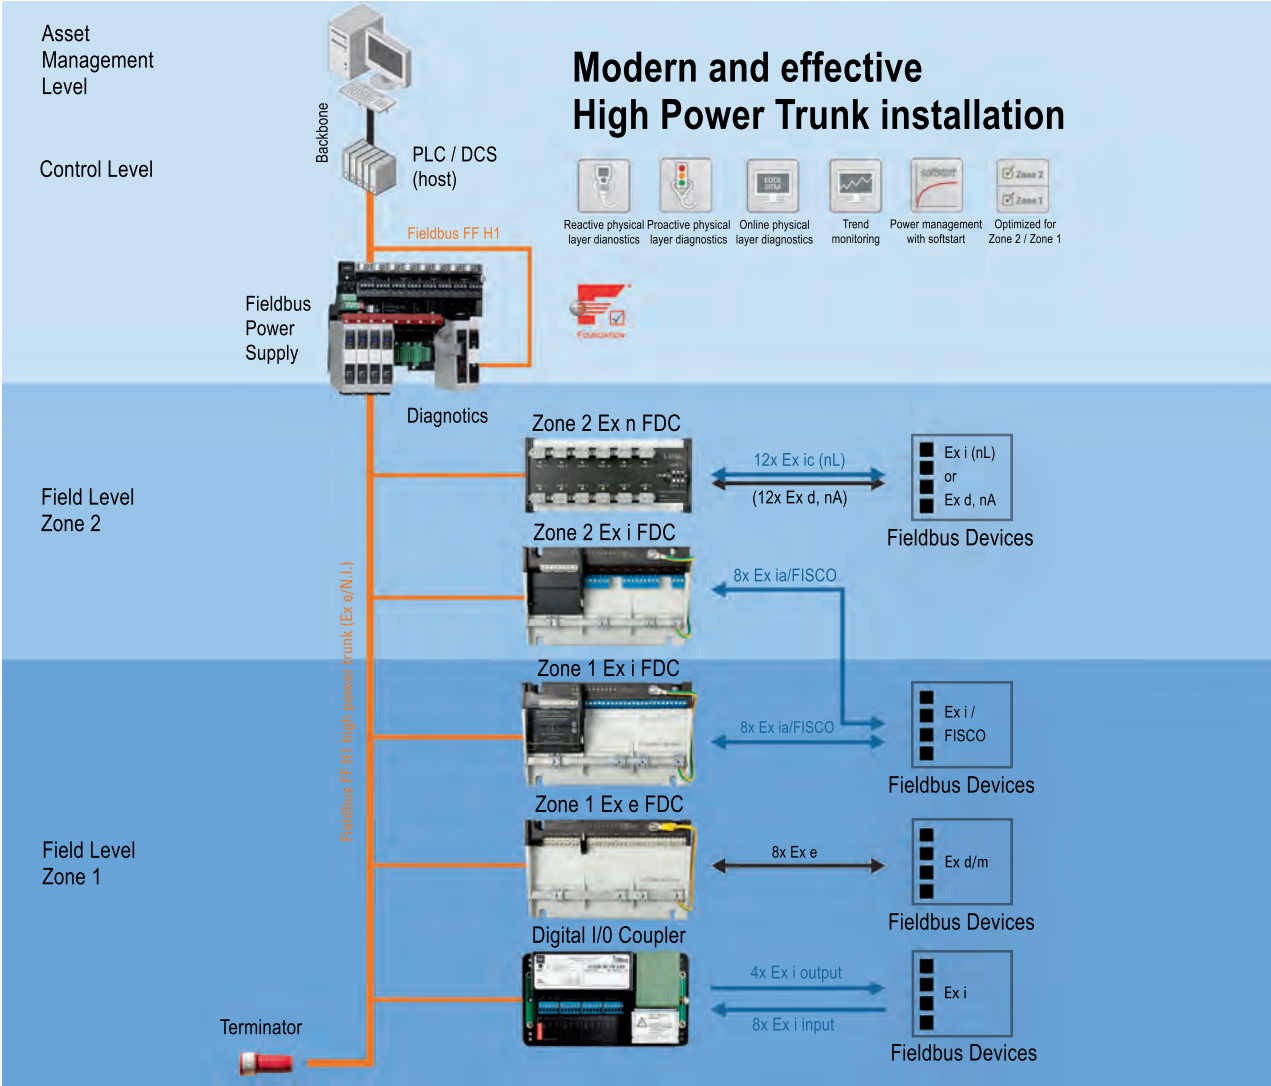 Asset
Management
Level
Backbone
Modern and effective
High Power Trunk installation
Control Level
PLC / DCS
(host)
EDDL
DTM
softstart
Zone 2
Zone 1
Reactive physical
layer dianostics
Proactive physical
layer diagnostics
Online physical
layer diagnostics
Trend
monitoring
Power management
with softstart
Optimized for
Zone 2 / Zone 1
Fieldbus FF H1
Fieldbus
Power
Supply
FOUNDATION
Diagnotics
Field Level
Zone 2
Zone 2 Ex n FDC
12x Ex ic (nL)
(12x Ex d, nA)
Ex i (nL)
or
Ex d, nA
Fieldbus Devices
Zone 2 Ex i FDC
8x Ex ia/FISCO
Fieldbus FF H1 high power trunk (Ex e/N.I.)
Zone 1 Ex i FDC
8x Ex ia/FISCO
Ex i /
FISCO
Fieldbus Devices
Field Level
Zone 1
Zone 1 Ex e FDC
8x Ex e
Ex d/m
Fieldbus Devices
Digital I/0 Coupler
4x Ex i output
8x Ex i input
Ex i
Fieldbus Devices
Terminator